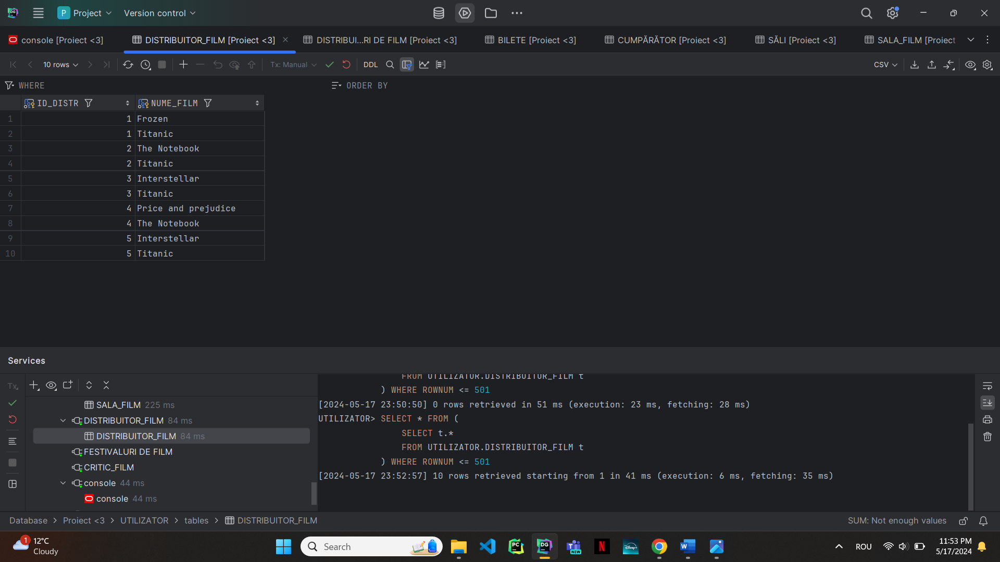 P Project Version control
console [Proiect <3] DISTRIBUITOR_FILM [Proiect <3] DISTRIBUI...RI DE FILM [Proiect <3] BILETE [Proiect <3] CUMPĂRĂTOR [Proiect <3] SĂLI [Proiect <3] SALA_FILM [Proiect
10 rows Tx: Manual DDL CSV
WHERE ORDER BY
ID_DISTR NUME_FILM
1 1 Frozen
2 1 Titanic
3 2 The Notebook
4 2 Titanic
5 3 Interstellar
6 3 Titanic
7 4 Price and prejudice
8 4 The Notebook
9 5 Interstellar
10 5 Titanic
Services
Tx
SALA_FILM 225 ms
DISTRIBUITOR_FILM 84 ms
DISTRIBUITOR_FILM 84 ms
FESTIVALURI DE FILM
CRITIC_FILM
console 44 ms
console 44 ms
FROM UTILIZATOR.DISTRIBUITOR_FILM t
) WHERE ROWNUM <= 501
[2024-05-17 23:50:50] 0 rows retrieved in 51 ms (execution: 23 ms, fetching: 28 ms)
UTILIZATOR> SELECT * FROM (
SELECT t.*
FROM UTILIZATOR.DISTRIBUITOR_FILM t
) WHERE ROWNUM <= 501
[2024-05-17 23:52:57] 10 rows retrieved starting from 1 in 41 ms (execution: 6 ms, fetching: 35 ms)
Database > Proiect <3 > UTILIZATOR > tables > DISTRIBUITOR_FILM SUM: Not enough values
1 12°C
Cloudy
Search
PC DG T NEW N Disney+ W
ROU
11:53 PM
5/17/2024